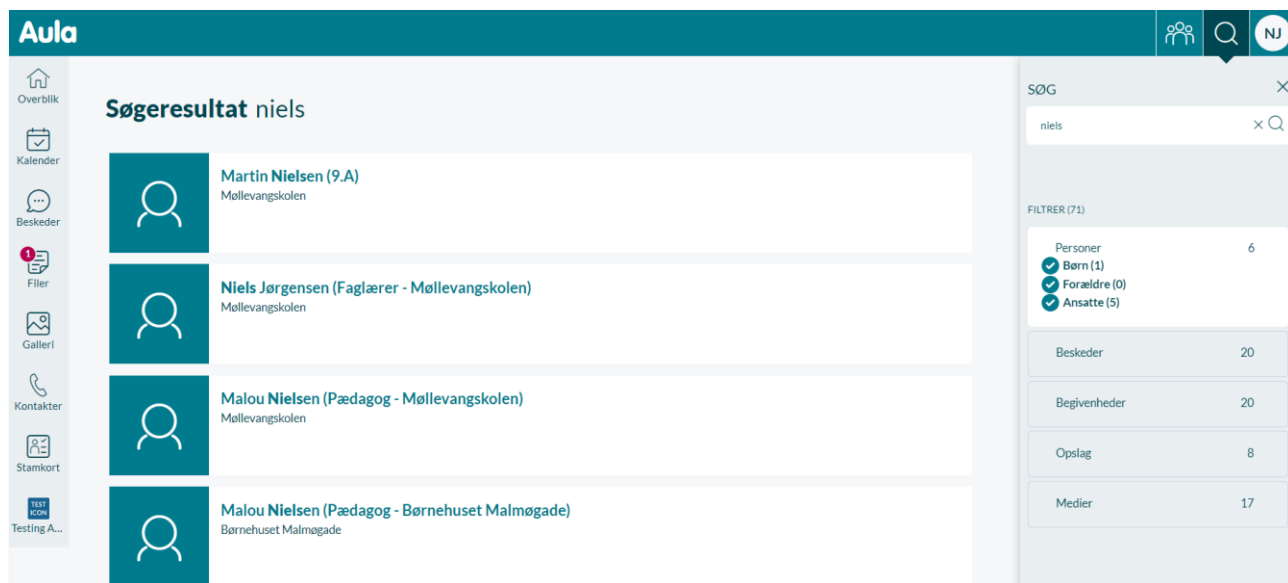 Aula
NJ
Overblik
Kalender
Beskeder
1
Filer
Galleri
Kontakter
Stamkort
TEST
ICON
Testing A...
Søgeresultat niels
Martin Nielsen (9.A)
Møllevangskolen
Niels Jørgensen (Faglærer - Møllevangskolen)
Møllevangskolen
Malou Nielsen (Pædagog - Møllevangskolen)
Møllevangskolen
Malou Nielsen (Pædagog - Børnehuset Malmøgade)
Børnehuset Malmøgade
SØG
niels
FILTRER (71)
Personer 6
Børn (1)
Forældre (0)
Ansatte (5)
Beskeder 20
Begivenheder 20
Opslag 8
Medier 17